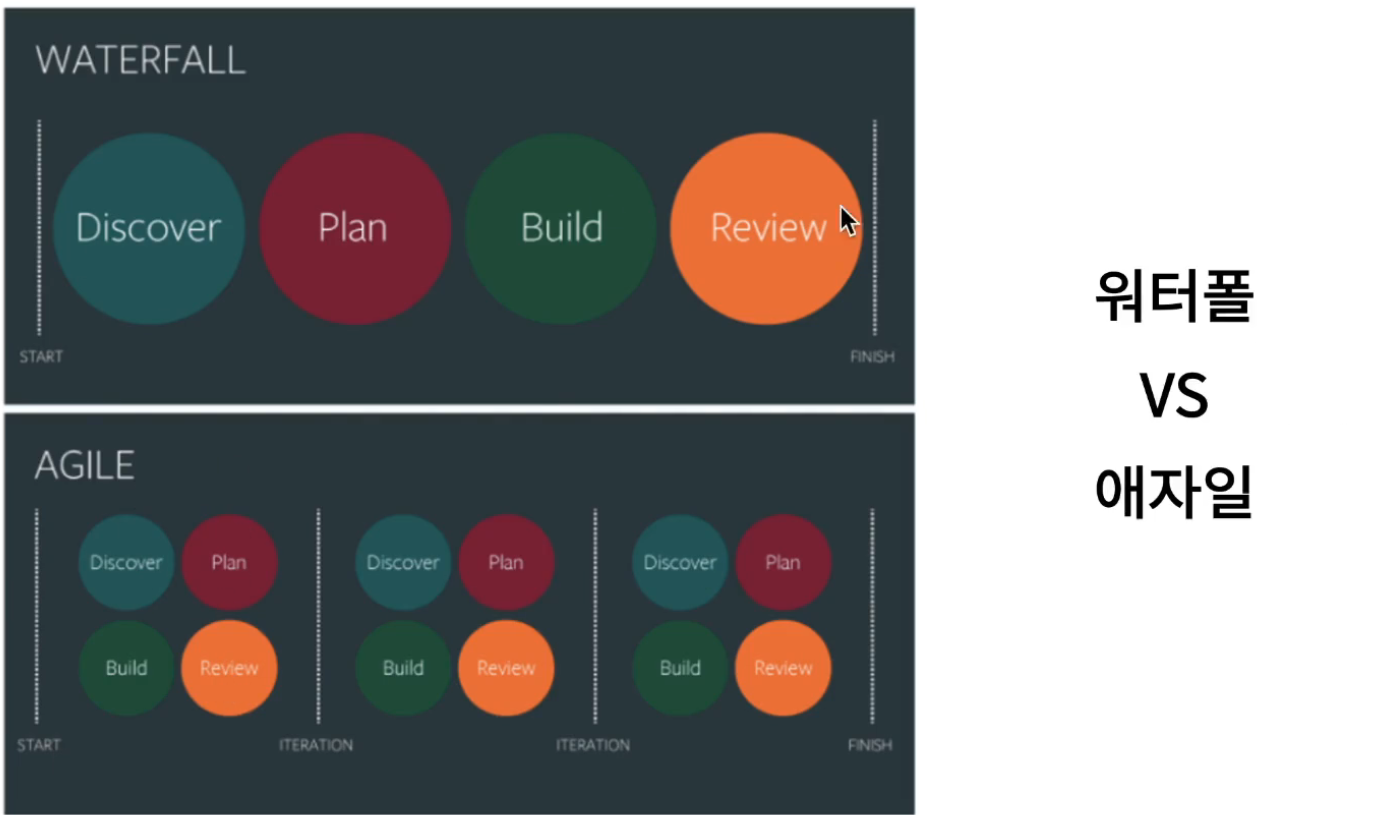 WATERFALL
Discover Plan Build Review
START FINISH
AGILE
Discover Plan Discover Plan Discover Plan
Build Review Build Review Build Review
START ITERATION ITERATION FINISH
워터폴
VS
애자일